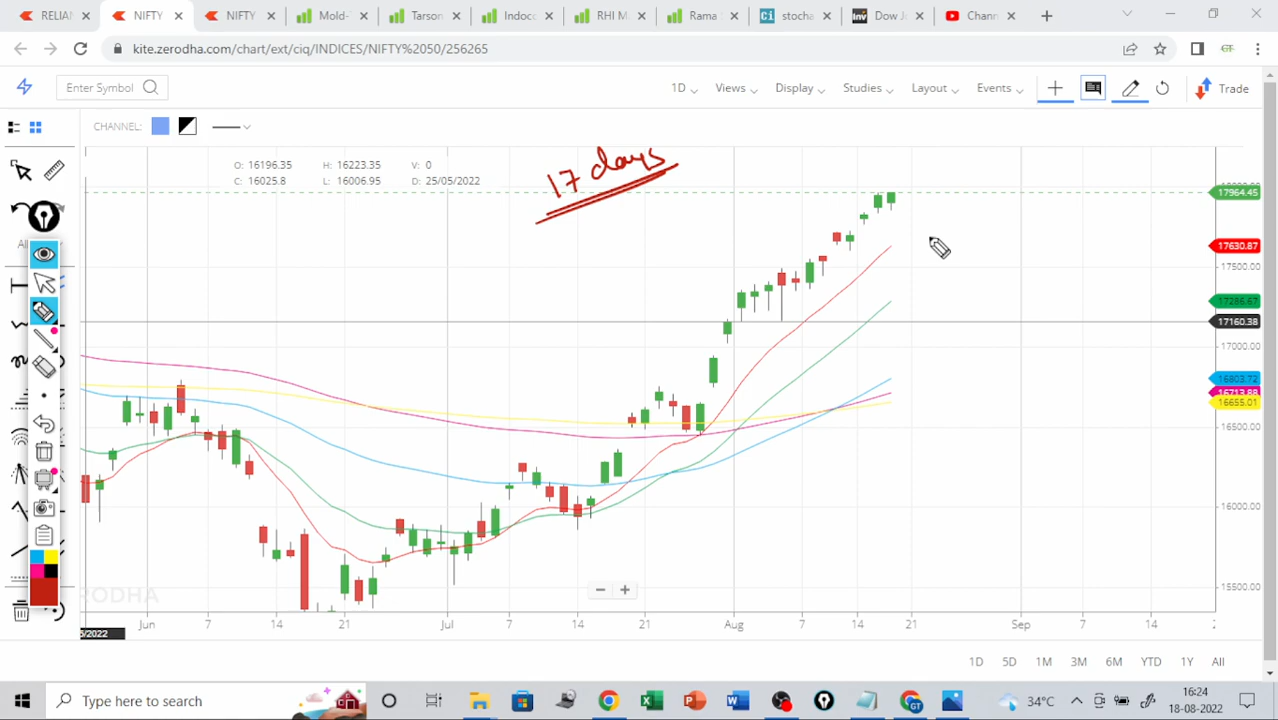 RELIAN
NIFTY
NIFTY
Mold-
Tarson
Indoco
RHI M
Rama
stocha
Dow J
Chann
kite.zerodha.com/chart/ext/ciq/INDICES/NIFTY%2050/256265
Enter Symbol
1D
Views
Display
Studies
Layout
Events
Trade
CHANNEL:
O: 16196.35 H: 16223.35 V: 0
C: 16025.8 L: 16006.95 D: 25/05/2022
17 days
17964.45
17630.87
17500.00
17286.67
17160.38
17000.00
16803.72
16713.88
16655.01
16500.00
16000.00
15500.00
Jun 7 14 21 Jul 7 14 21 Aug 7 14 21 Sep 7 14
1D 5D 1M 3M 6M YTD 1Y All
Type here to search
34°C
16:24
18-08-2022